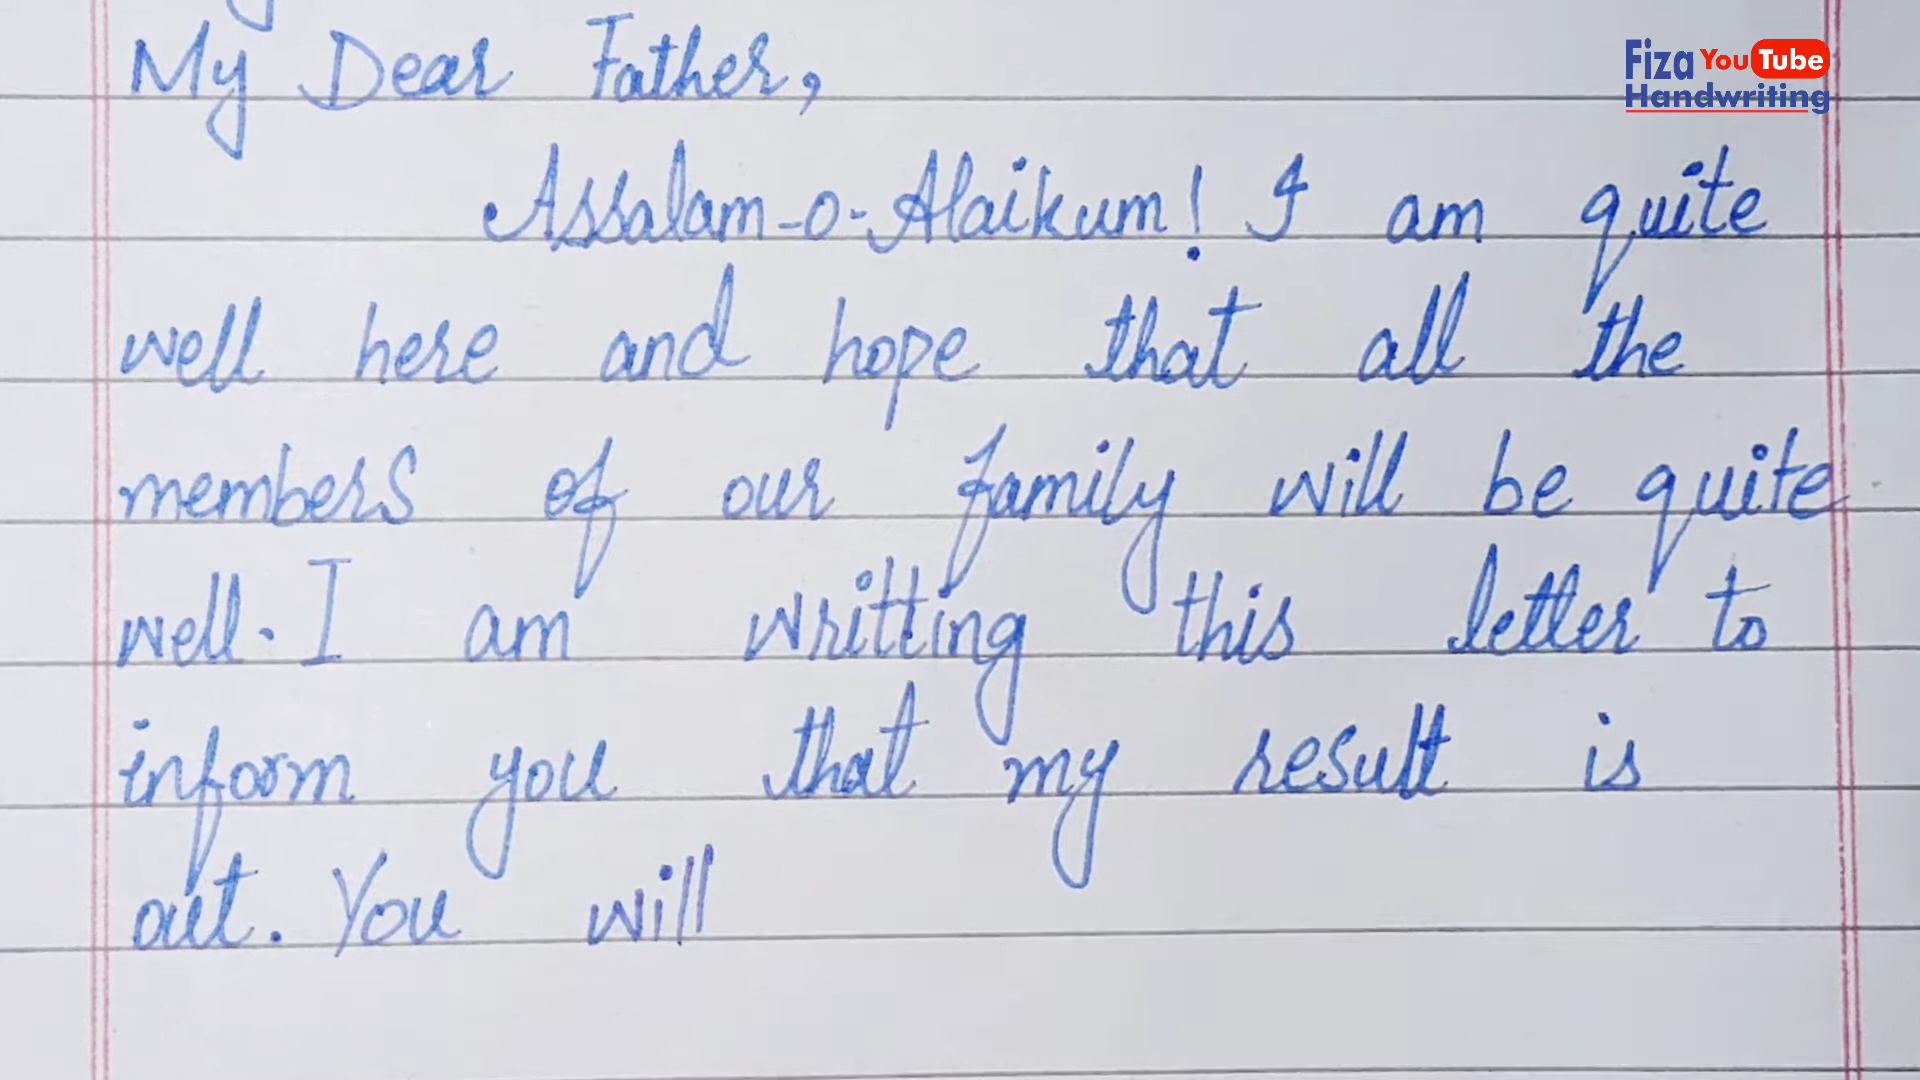 Fiza YouTube
Handwriting
My Dear Father,
Assalam-o-Alaikum! I am quite
well here and hope that all the
members of our family will be quite
well. I am writting this letter to
inform you that my result is
out. You will